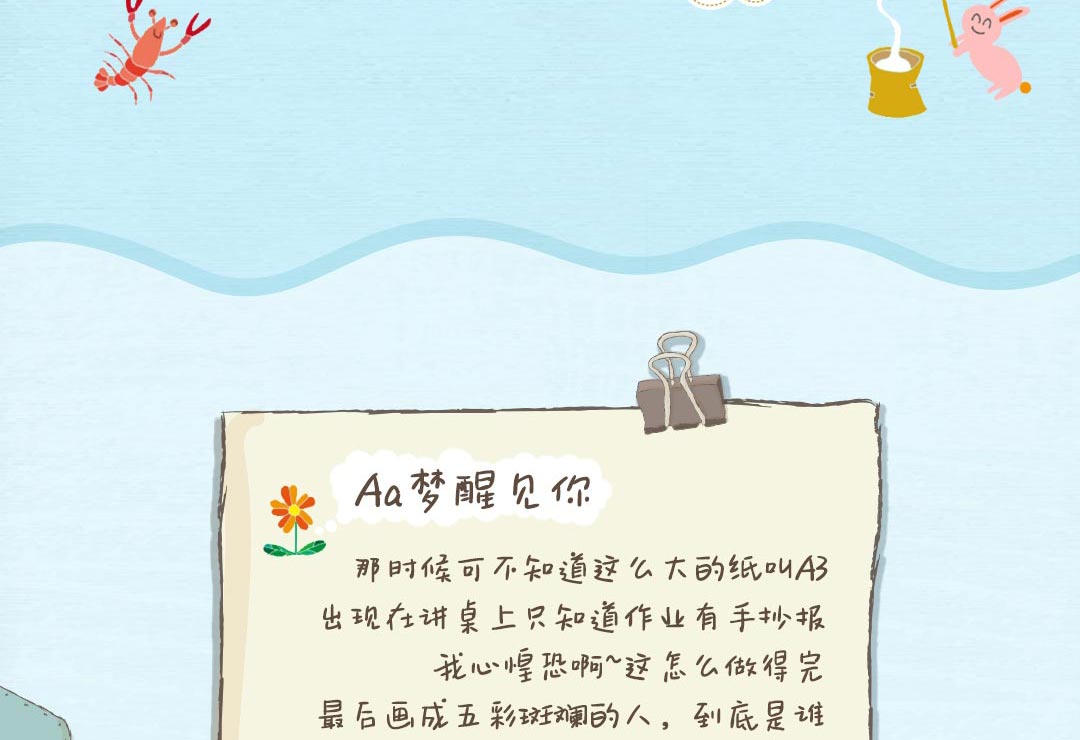 Aa梦醒见你
那时候可不知道这么大的纸叫A3
出现在讲桌上只知道作业有手抄报
我心惶恐啊~这怎么做得完
最后画成五彩斑斓的人，到底是谁